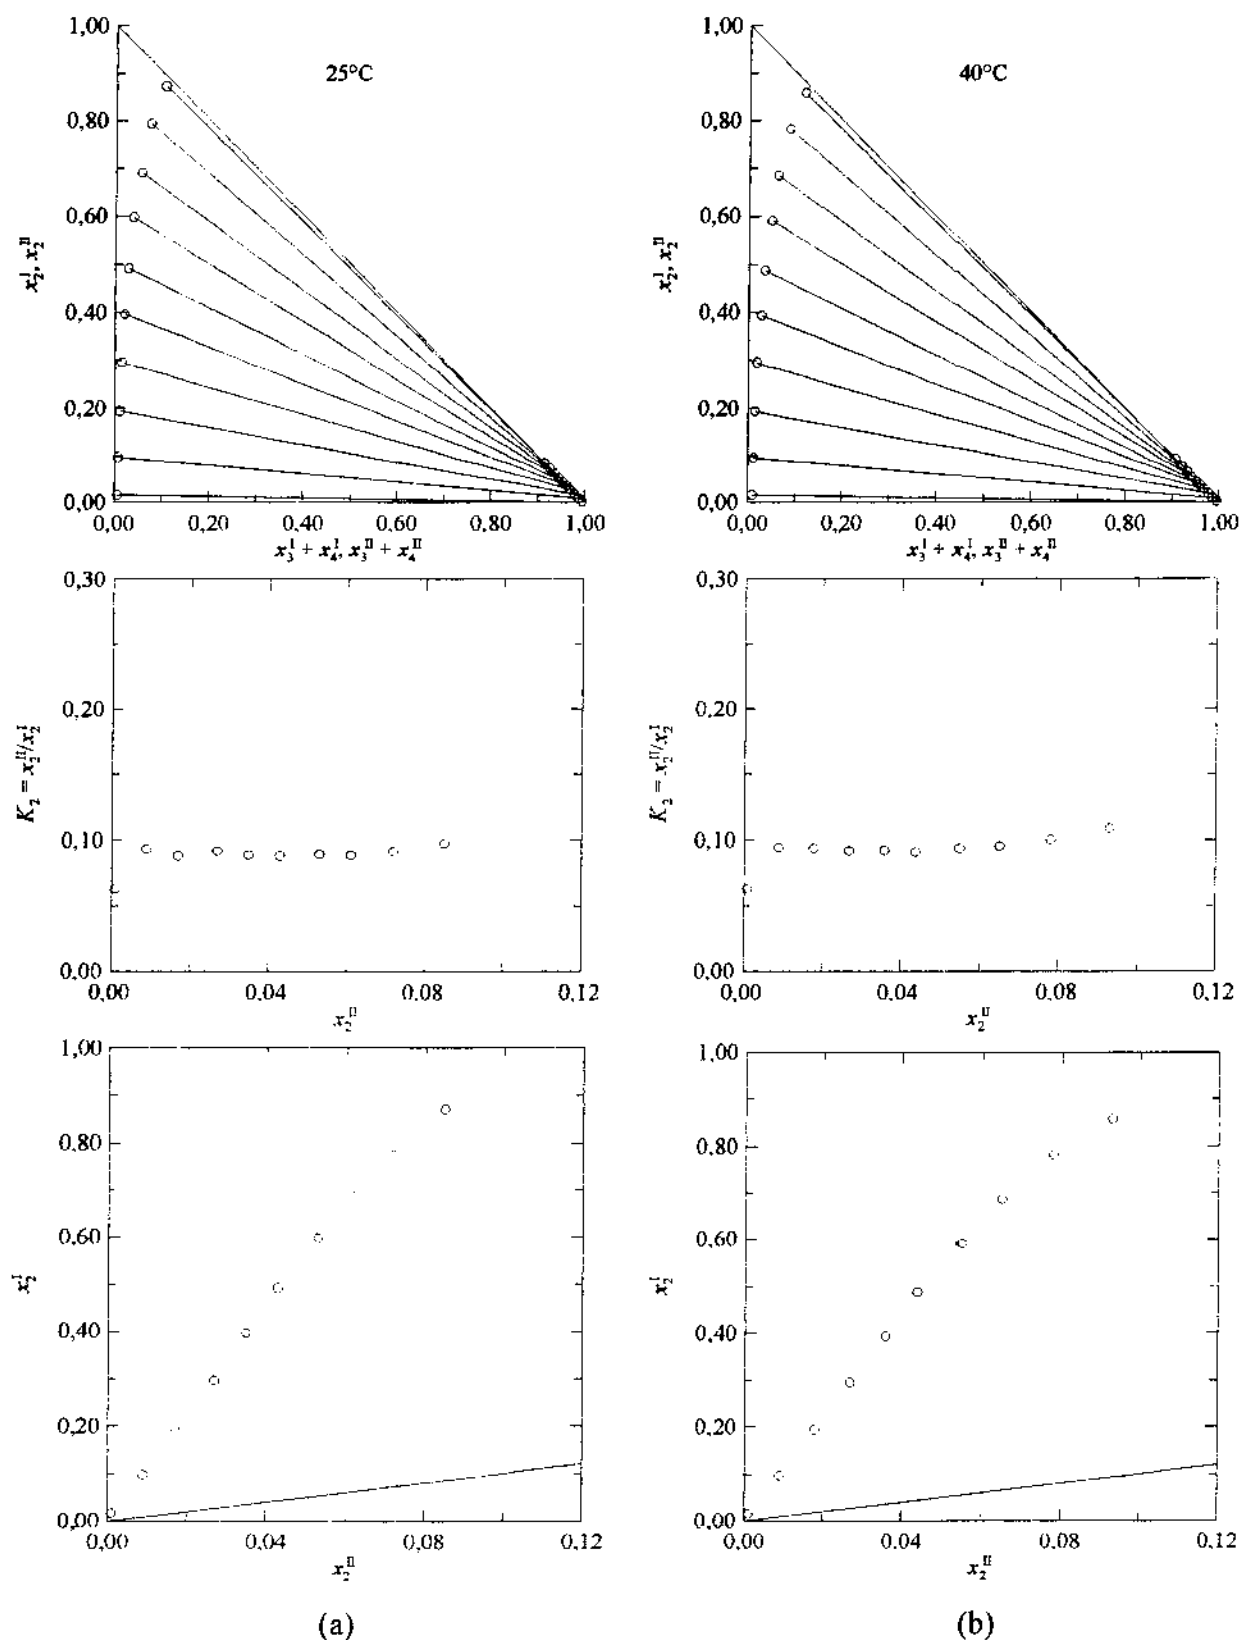 1,00
25°C
0,80
0,60
x₂ᴵ, x₂ᴵᴵ
0,40
0,20
0,00
0,00 0,20 0,40 0,60 0,80 1,00
x₃ᴵ + x₄ᴵ, x₃ᴵᴵ + x₄ᴵᴵ
1,00
40°C
0,80
0,60
x₂ᴵ, x₂ᴵᴵ
0,40
0,20
0,00
0,00 0,20 0,40 0,60 0,80 1,00
x₃ᴵ + x₄ᴵ, x₃ᴵᴵ + x₄ᴵᴵ
0,30
0,20
K₂ = x₂ᴵᴵ/x₂ᴵ
0,10
0,00
0,00 0,04 0,08 0,12
x₂ᴵᴵ
0,30
0,20
K₂ = x₂ᴵᴵ/x₂ᴵ
0,10
0,00
0,00 0,04 0,08 0,12
x₂ᴵᴵ
1,00
0,80
0,60
x₂ᴵ
0,40
0,20
0,00
0,00 0,04 0,08 0,12
x₂ᴵᴵ
(a)
1,00
0,80
0,60
x₂ᴵ
0,40
0,20
0,00
0,00 0,04 0,08 0,12
x₂ᴵᴵ
(b)